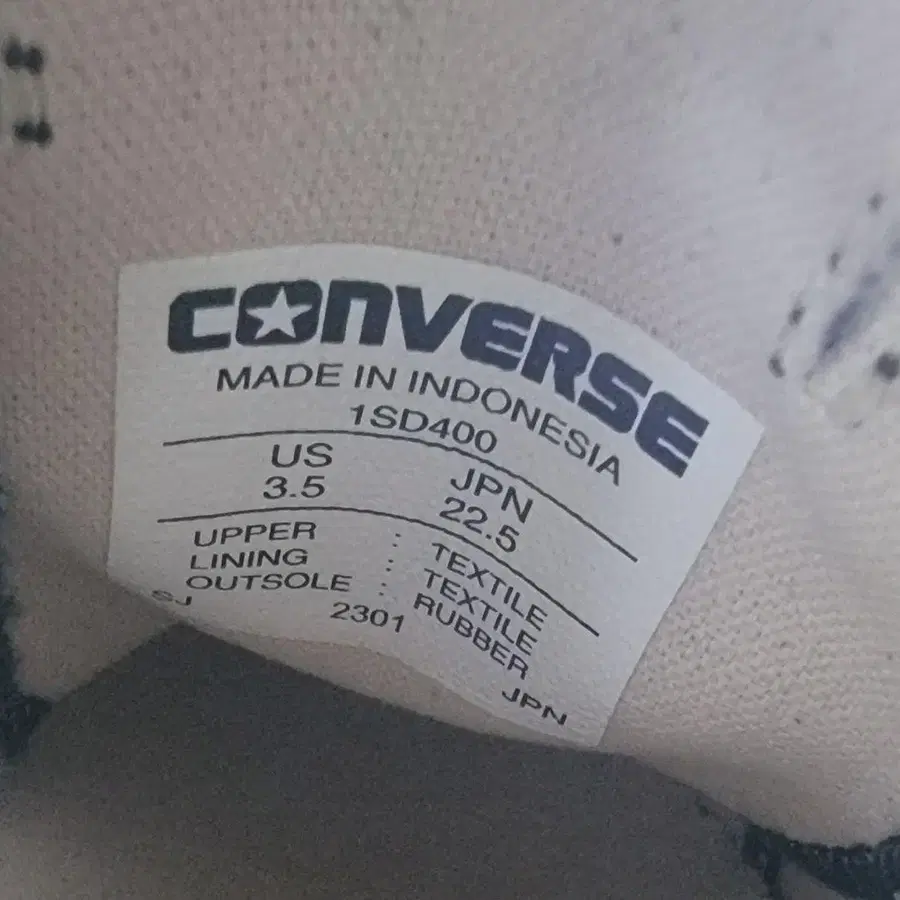 CONVERSE
MADE IN INDONESIA
1SD400
US JPN
3.5 22.5
UPPER : TEXTILE
LINING : TEXTILE
OUTSOLE : RUBBER
SJ 2301 JPN